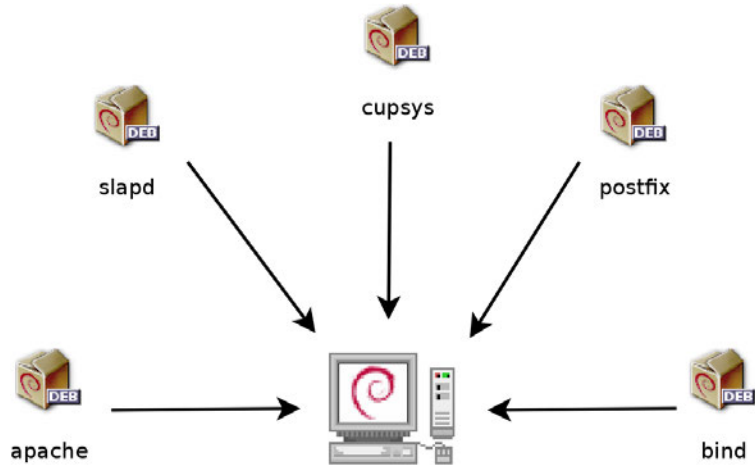 DEB
cupsys
DEB
slapd
DEB
postfix
DEB
apache
DEB
bind